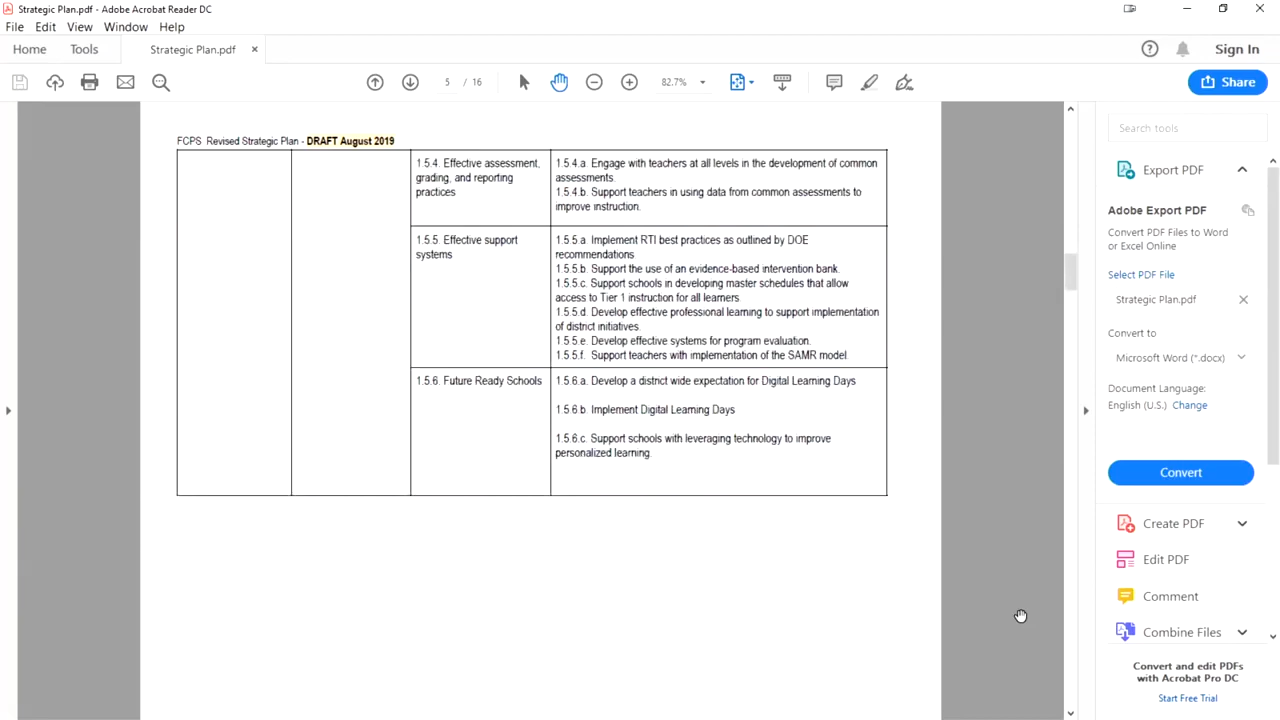 Strategic Plan.pdf - Adobe Acrobat Reader DC
File Edit View Window Help
Home Tools Strategic Plan.pdf × Sign In
5 / 16 82.7% Share
FCPS Revised Strategic Plan - DRAFT August 2019
1.5.4. Effective assessment,
grading, and reporting
practices
1.5.4.a. Engage with teachers at all levels in the development of common
assessments.
1.5.4.b. Support teachers in using data from common assessments to
improve instruction.
1.5.5. Effective support
systems
1.5.5.a. Implement RTI best practices as outlined by DOE
recommendations
1.5.5.b. Support the use of an evidence-based intervention bank.
1.5.5.c. Support schools in developing master schedules that allow
access to Tier 1 instruction for all learners.
1.5.5.d. Develop effective professional learning to support implementation
of district initiatives.
1.5.5.e. Develop effective systems for program evaluation.
1.5.5.f. Support teachers with implementation of the SAMR model.
1.5.6. Future Ready Schools
1.5.6.a. Develop a district wide expectation for Digital Learning Days
1.5.6.b. Implement Digital Learning Days
1.5.6.c. Support schools with leveraging technology to improve
personalized learning.
Search tools
Export PDF
Adobe Export PDF
Convert PDF Files to Word
or Excel Online
Select PDF File
Strategic Plan.pdf
Convert to
Microsoft Word (*.docx)
Document Language:
English (U.S.) Change
Convert
Create PDF
Edit PDF
Comment
Combine Files
Convert and edit PDFs
with Acrobat Pro DC
Start Free Trial